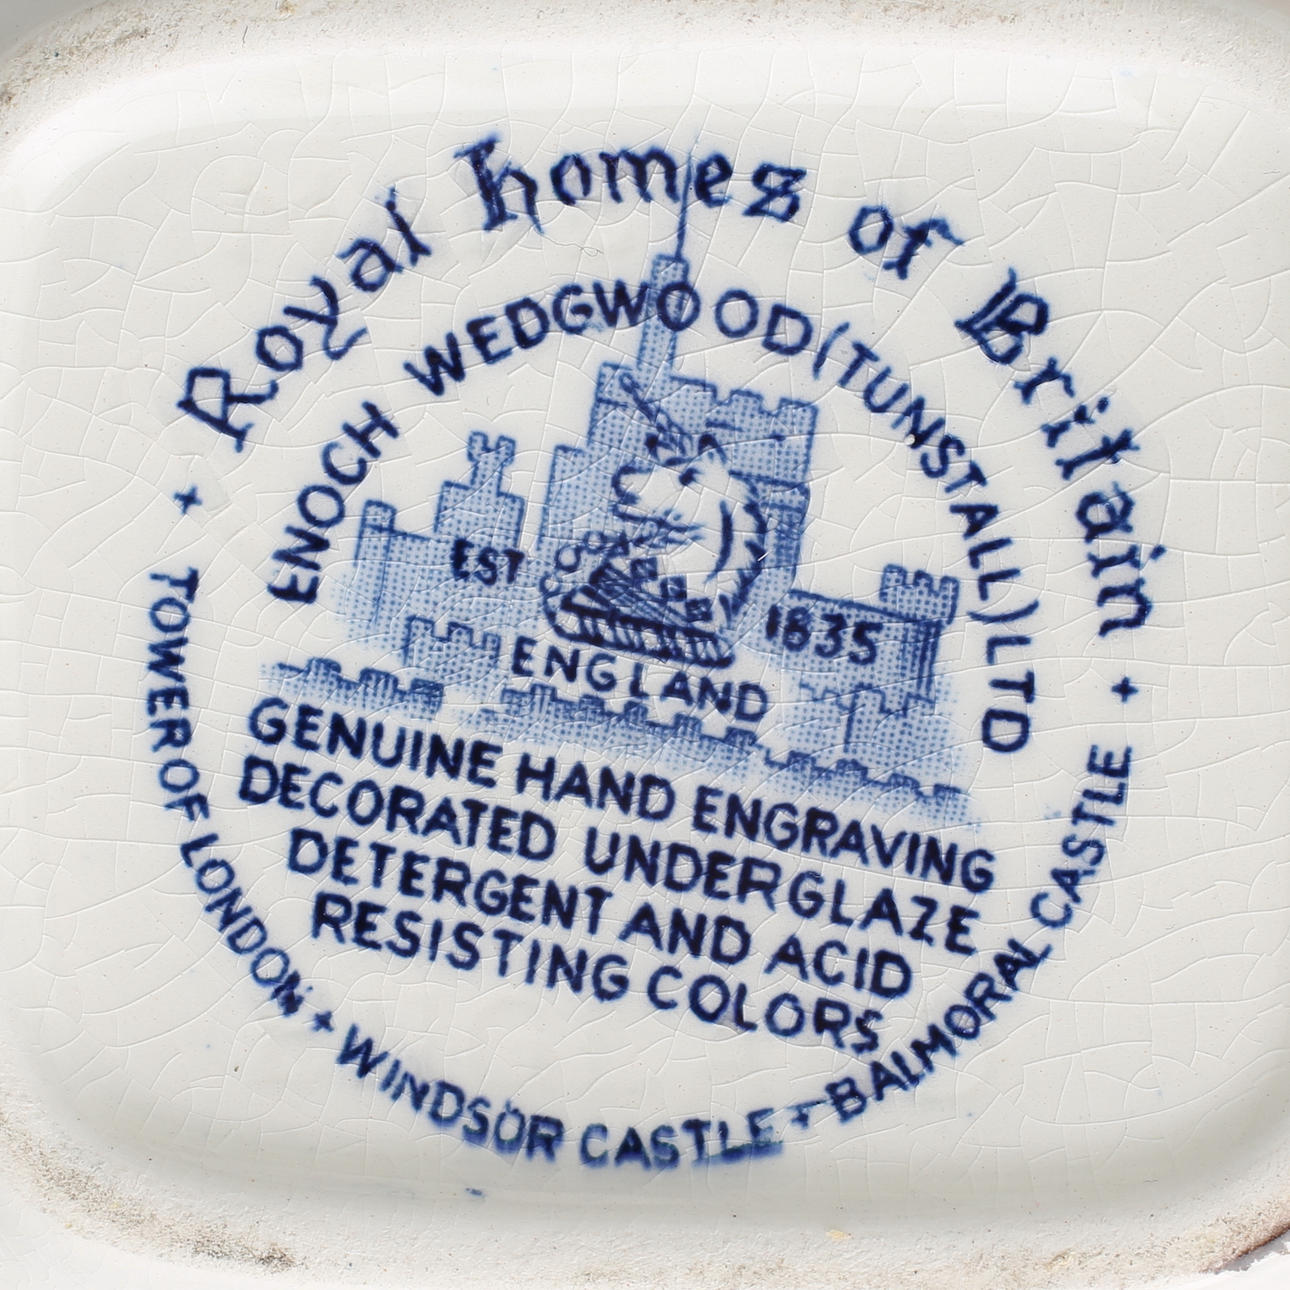 Royal homes of Britain
ENOCH WEDGWOOD (TUNSTALL) LTD
EST 1835
ENGLAND
GENUINE HAND ENGRAVING
DECORATED UNDERGLAZE
DETERGENT AND ACID
RESISTING COLORS
+ TOWER OF LONDON + WINDSOR CASTLE + BALMORAL CASTLE +